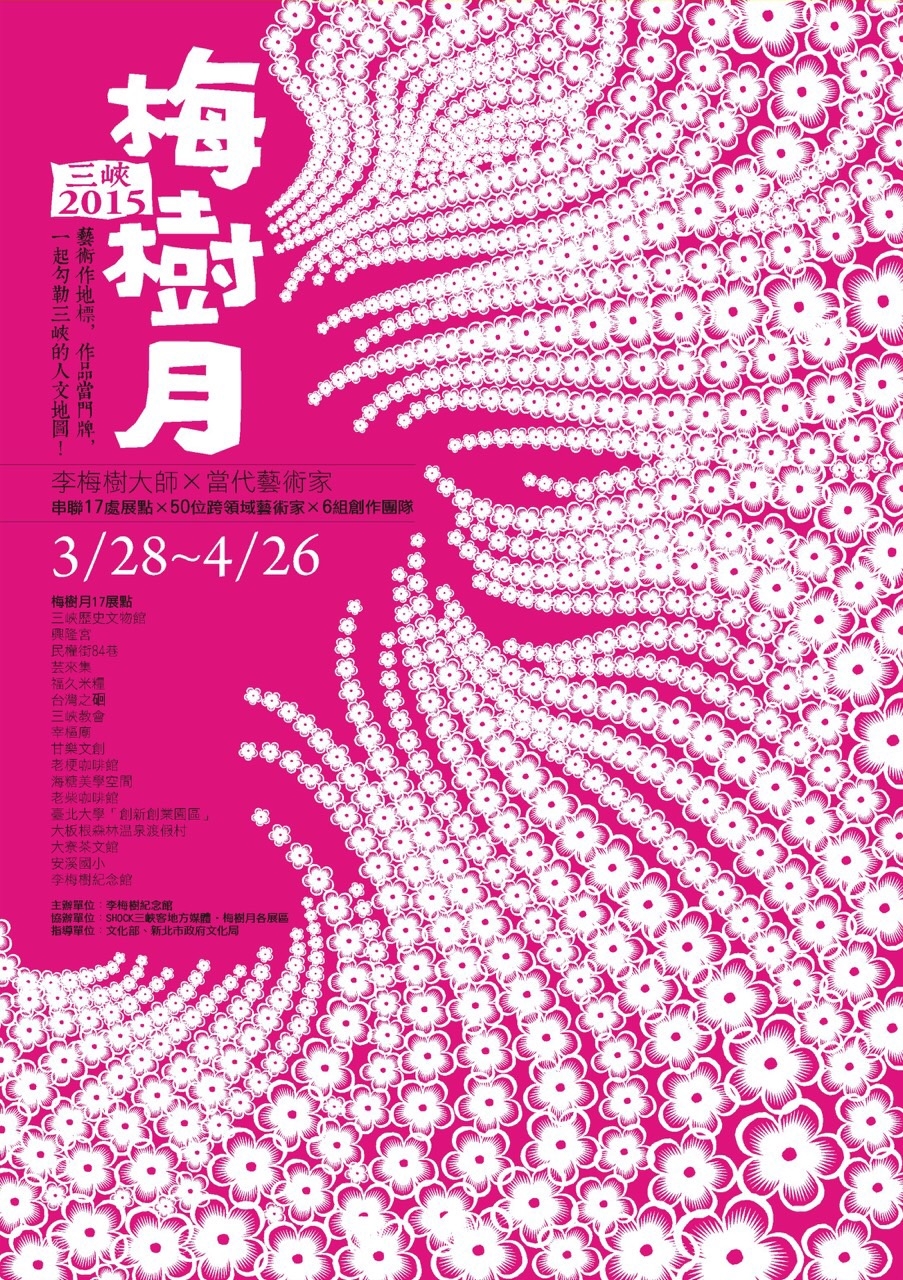 梅樹月
三峽
2015
藝術作地標，作品當門牌，
一起勾勒三峽的人文地圖！
李梅樹大師×當代藝術家
串聯17處展點×50位跨領域藝術家×6組創作團隊
3/28~4/26
梅樹月17展點
三峽歷史文物館
興隆宮
民權街84巷
芸來集
福久米糧
台灣之硘
三峽教會
宰樞廟
甘樂文創
老梗咖啡館
海糖美學空間
老柴咖啡館
臺北大學「創新創業園區」
大板根森林溫泉渡假村
大寮茶文館
安溪國小
李梅樹紀念館
主辦單位：李梅樹紀念館
協辦單位：SHOCK三峽客地方媒體、梅樹月各展區
指導單位：文化部、新北市政府文化局